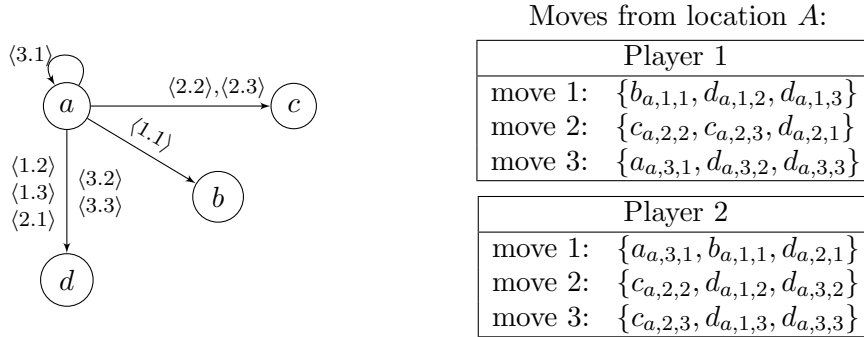 ⟨3.1⟩
a
⟨2.2⟩,⟨2.3⟩
c
⟨1.1⟩
b
⟨1.2⟩
⟨1.3⟩
⟨2.1⟩
⟨3.2⟩
⟨3.3⟩
d
Moves from location A:
Player 1
move 1: {b_{a,1,1}, d_{a,1,2}, d_{a,1,3}}
move 2: {c_{a,2,2}, c_{a,2,3}, d_{a,2,1}}
move 3: {a_{a,3,1}, d_{a,3,2}, d_{a,3,3}}
Player 2
move 1: {a_{a,3,1}, b_{a,1,1}, d_{a,2,1}}
move 2: {c_{a,2,2}, d_{a,1,2}, d_{a,3,2}}
move 3: {c_{a,2,3}, d_{a,1,3}, d_{a,3,3}}